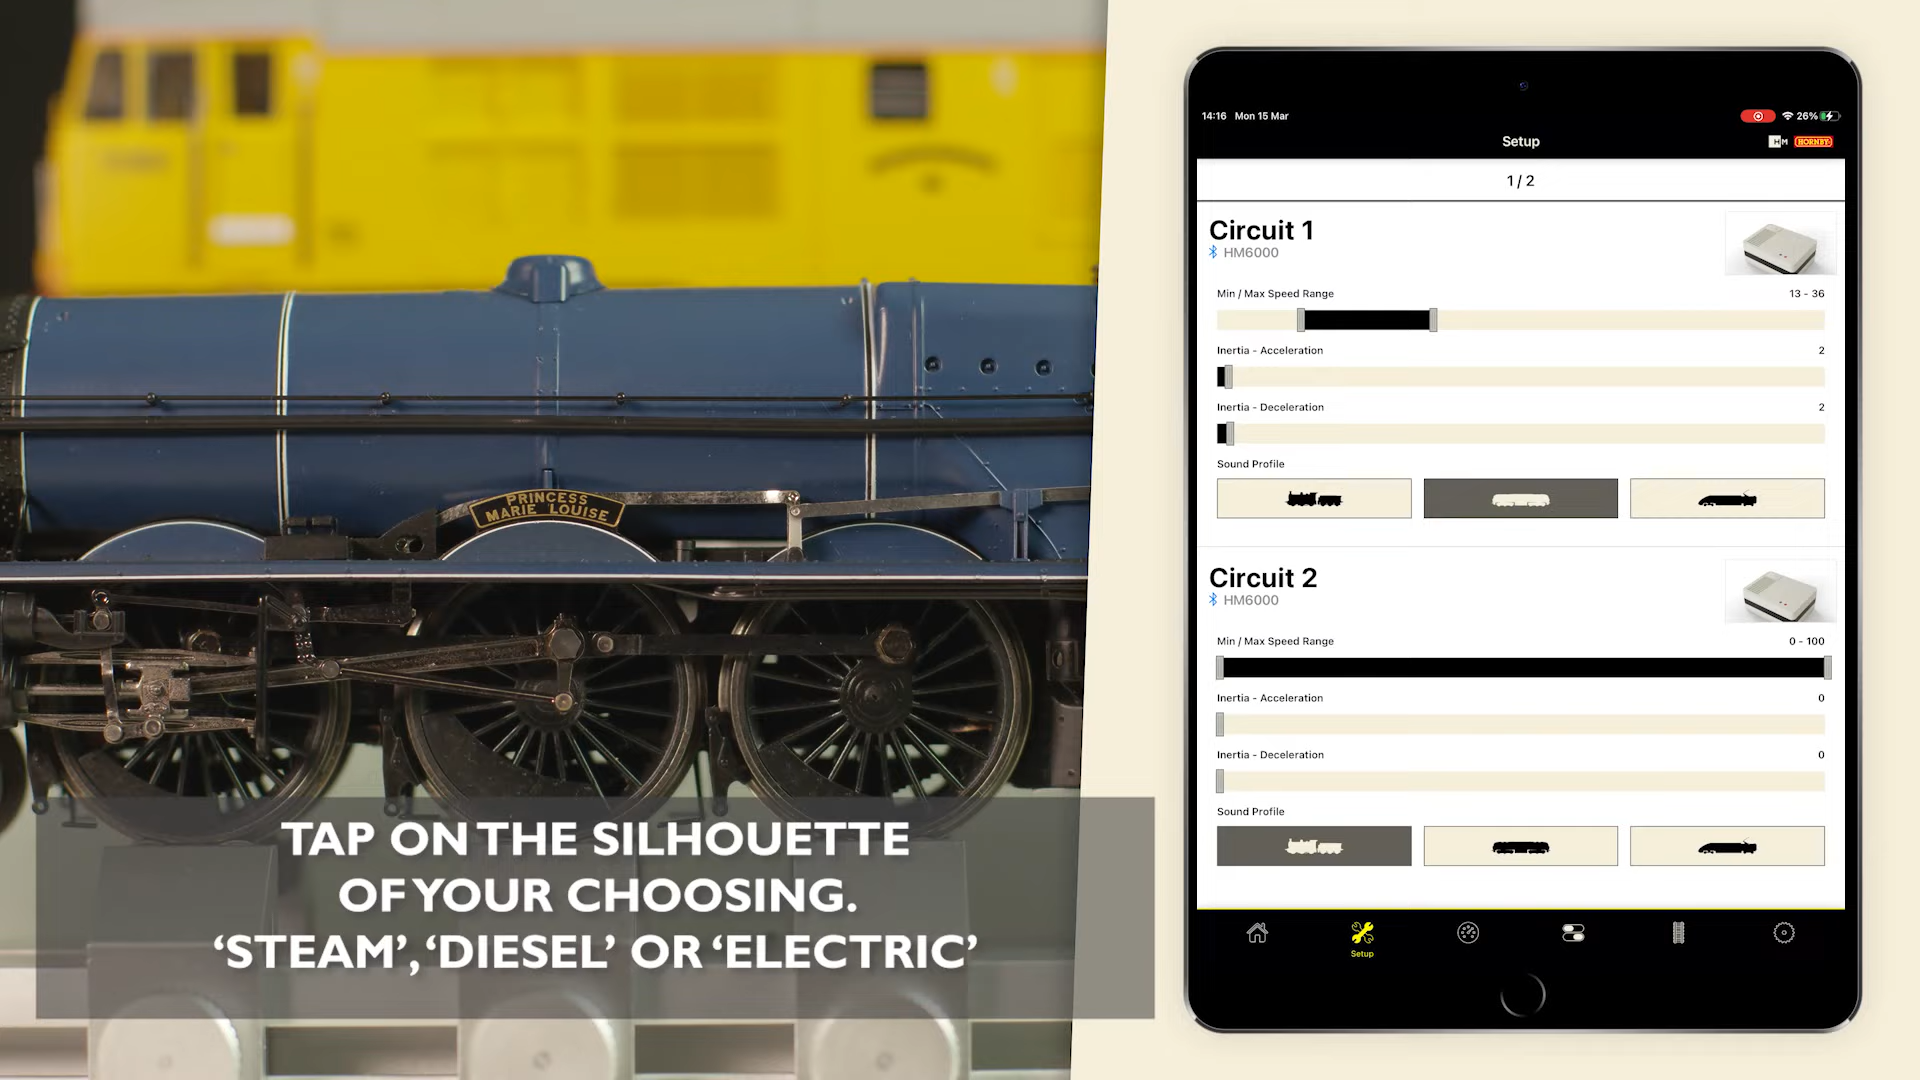 PRINCESS
MARIE LOUISE
TAP ON THE SILHOUETTE
OF YOUR CHOOSING.
‘STEAM’, ‘DIESEL’ OR ‘ELECTRIC’
14:16 Mon 15 Mar
26%
Setup
HM HORNBY
1 / 2
Circuit 1
HM6000
Min / Max Speed Range 13 - 36
Inertia - Acceleration 2
Inertia - Deceleration 2
Sound Profile
Circuit 2
HM6000
Min / Max Speed Range 0 - 100
Inertia - Acceleration 0
Inertia - Deceleration 0
Sound Profile
Setup